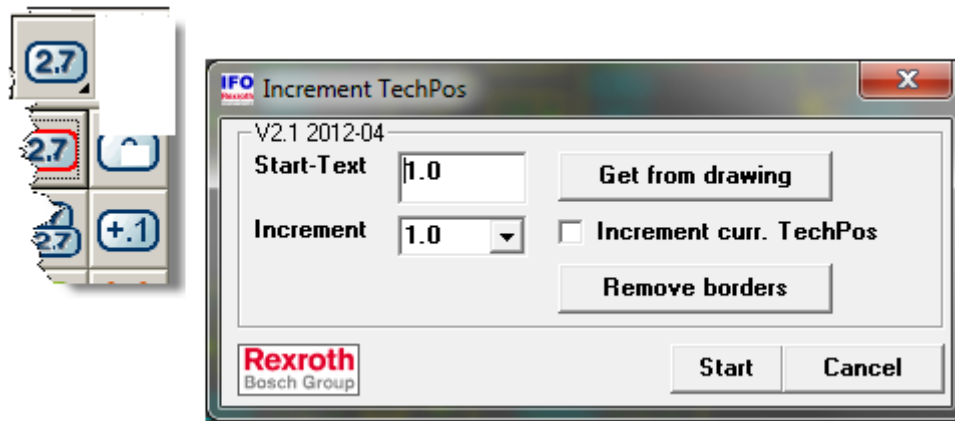 2.7
2.7
2.7
+.1
IFO
Rexroth
Increment TechPos
V2.1 2012-04
Start-Text 1.0 Get from drawing
Increment 1.0 Increment curr. TechPos
Remove borders
Rexroth
Bosch Group
Start Cancel